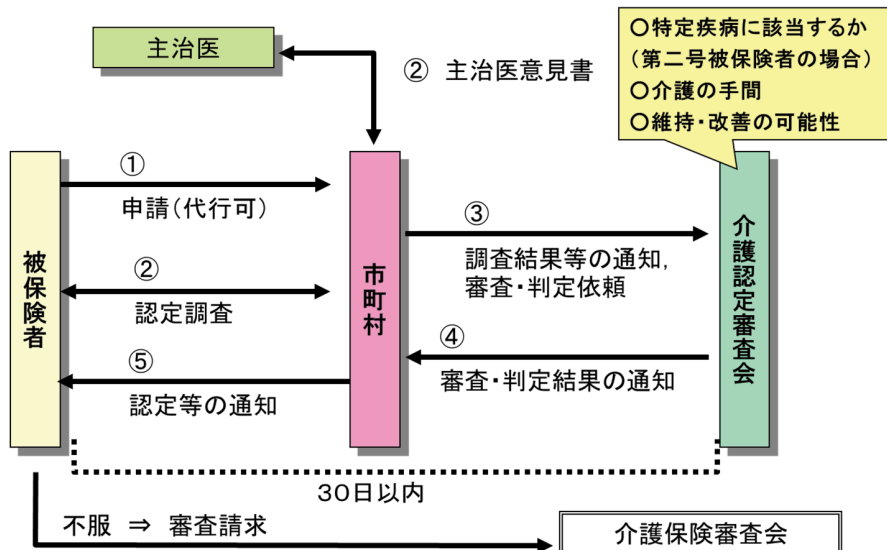 主治医
② 主治医意見書
○特定疾病に該当するか
(第二号被保険者の場合)
○介護の手間
○維持・改善の可能性
被保険者
①
申請(代行可)
②
認定調査
⑤
認定等の通知
市町村
③
調査結果等の通知,
審査・判定依頼
④
審査・判定結果の通知
介護認定審査会
30日以内
不服 ⇒ 審査請求
介護保険審査会